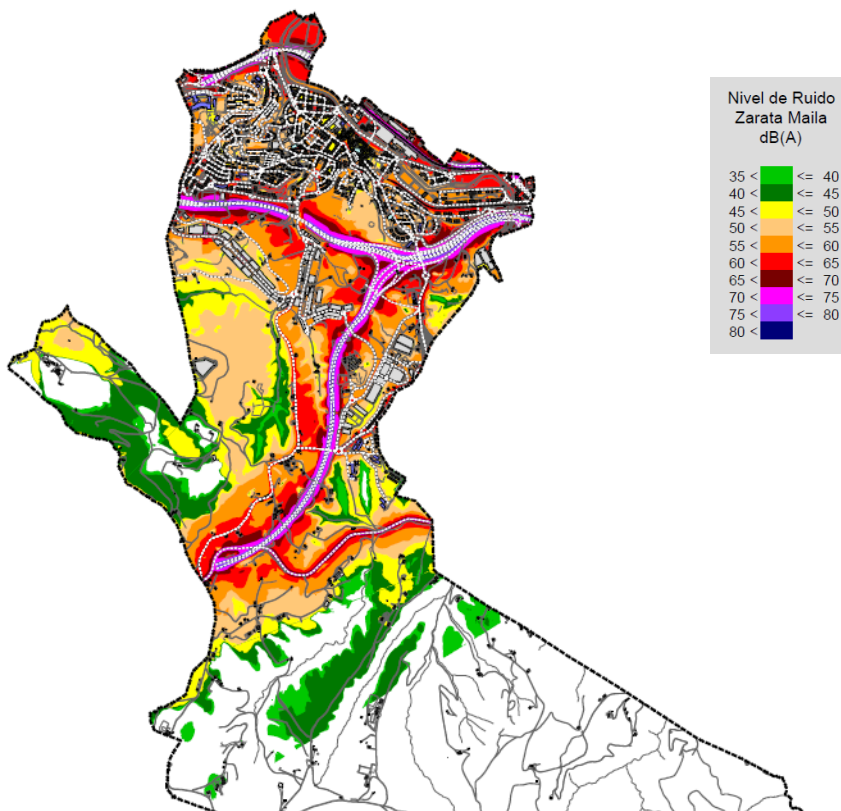 Nivel de Ruido
Zarata Maila
dB(A)
35 < <= 40
40 < <= 45
45 < <= 50
50 < <= 55
55 < <= 60
60 < <= 65
65 < <= 70
70 < <= 75
75 < <= 80
80 <